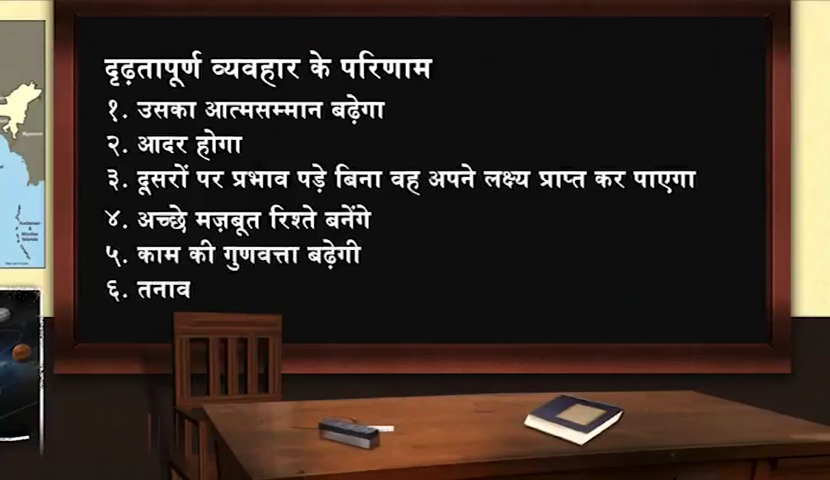 दृढ़तापूर्ण व्यवहार के परिणाम
१. उसका आत्मसम्मान बढ़ेगा
२. आदर होगा
३. दूसरों पर प्रभाव पड़े बिना वह अपने लक्ष्य प्राप्त कर पाएगा
४. अच्छे मज़बूत रिश्ते बनेंगे
५. काम की गुणवत्ता बढ़ेगी
६. तनाव